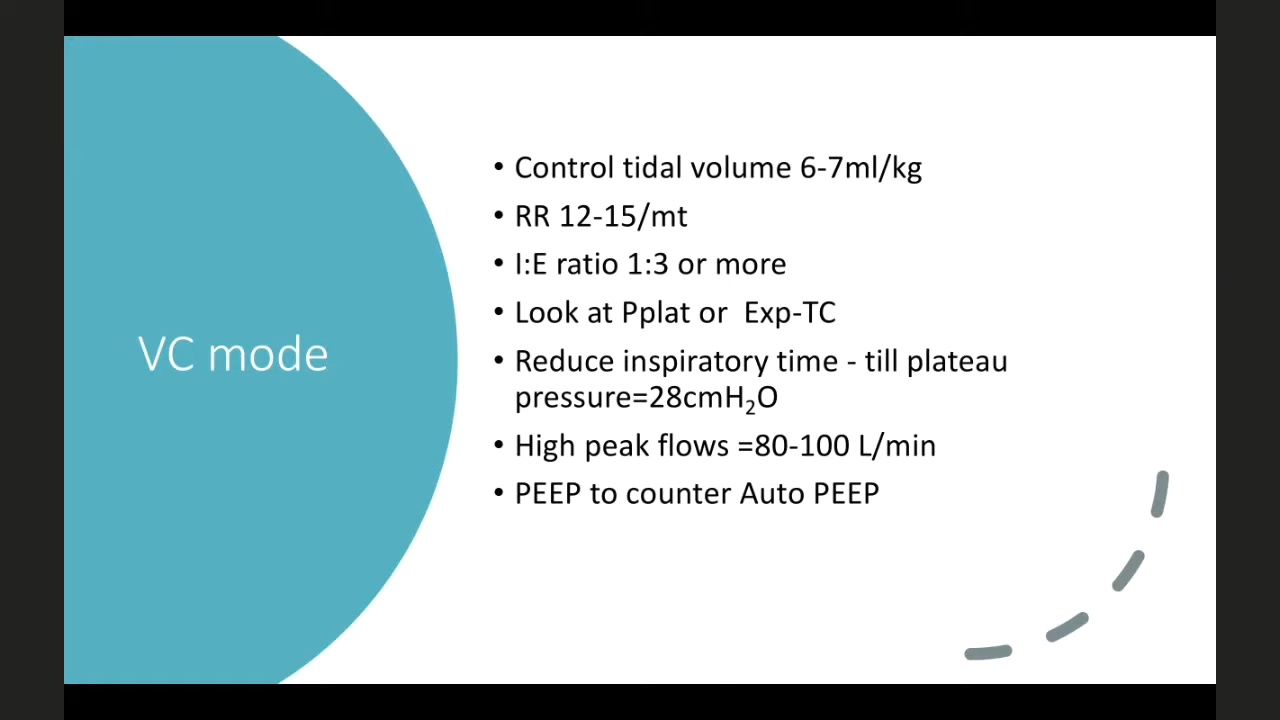 VC mode
• Control tidal volume 6-7ml/kg
• RR 12-15/mt
• I:E ratio 1:3 or more
• Look at Pplat or  Exp-TC
• Reduce inspiratory time - till plateau
pressure=28cmH₂O
• High peak flows =80-100 L/min
• PEEP to counter Auto PEEP